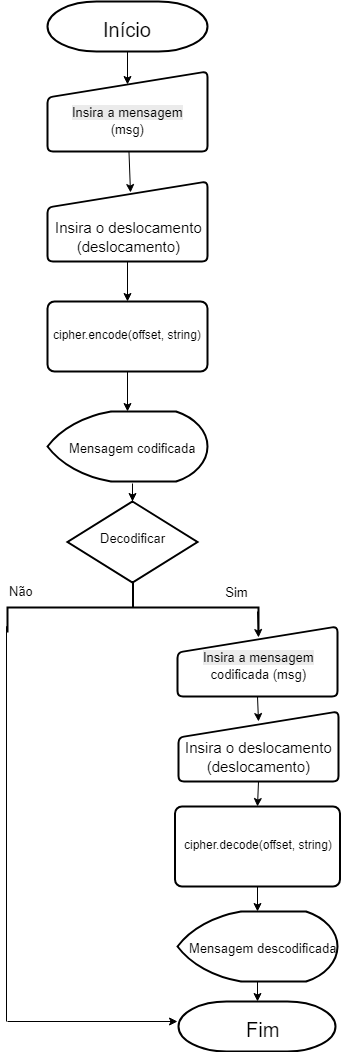 Início
Insira a mensagem
(msg)
Insira o deslocamento
(deslocamento)
cipher.encode(offset, string)
Mensagem codificada
Decodificar
Não
Sim
Insira a mensagem
codificada (msg)
Insira o deslocamento
(deslocamento)
cipher.decode(offset, string)
Mensagem descodificada
Fim